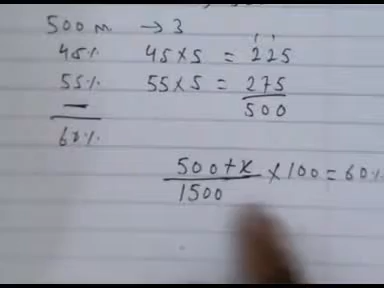 500 m → 3
45% 45 × 5 = 225
55% 55 × 5 = 275
— 500
60%
500 + x / 1500 × 100 = 60%